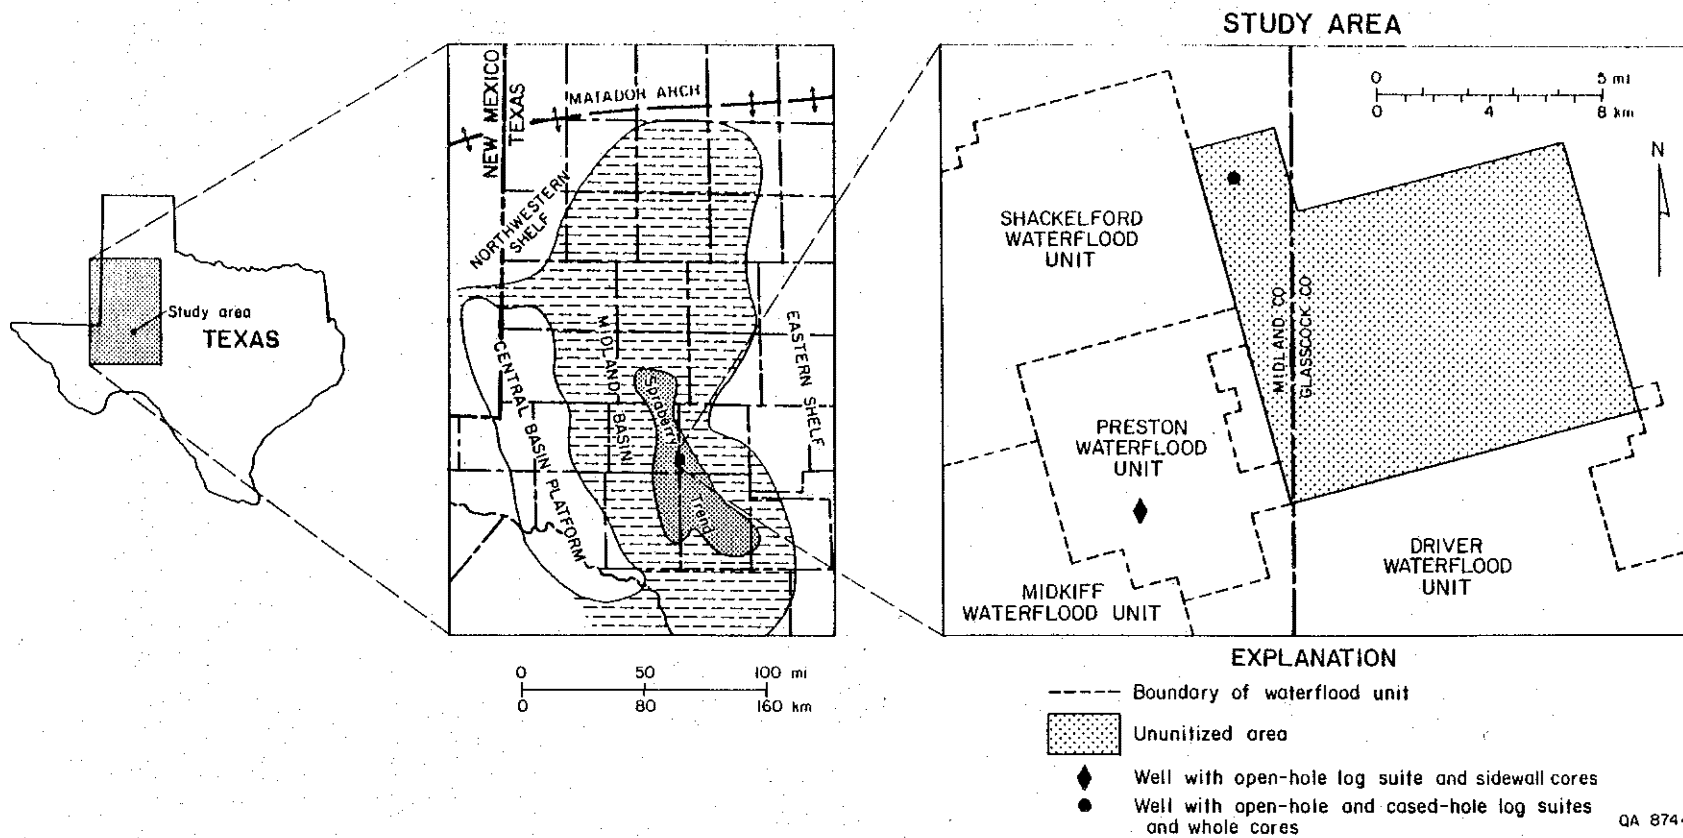 STUDY AREA
Study area
TEXAS
NEW MEXICO
TEXAS
MATADOR ARCH
NORTHWESTERN
SHELF
CENTRAL BASIN PLATFORM
MIDLAND BASIN
EASTERN SHELF
Spraberry Trend
0 50 100 mi
0 80 160 km
0 5 mi
0 4 8 km
N
SHACKELFORD
WATERFLOOD
UNIT
MIDLAND CO
GLASSCOCK CO
PRESTON
WATERFLOOD
UNIT
DRIVER
WATERFLOOD
UNIT
MIDKIFF
WATERFLOOD UNIT
EXPLANATION
Boundary of waterflood unit
Ununitized area
Well with open-hole log suite and sidewall cores
Well with open-hole and cased-hole log suites
and whole cores
QA 874